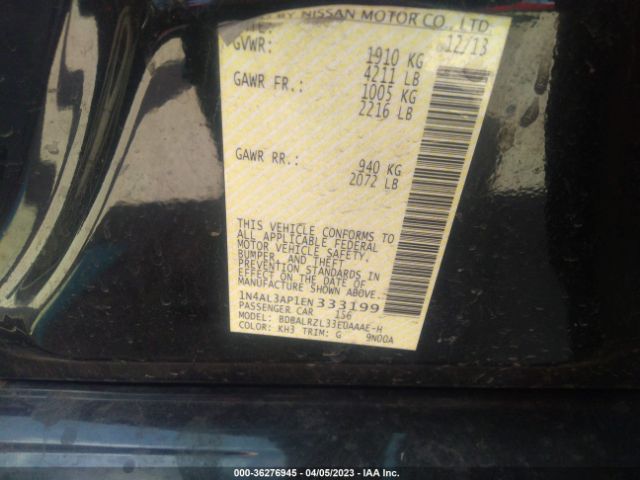 BY NISSAN MOTOR CO., LTD.
12/13
GVWR: 1910 KG
4211 LB
GAWR FR.: 1005 KG
2216 LB
GAWR RR.: 940 KG
2072 LB
THIS VEHICLE CONFORMS TO
ALL APPLICABLE FEDERAL
MOTOR VEHICLE SAFETY,
BUMPER, AND THEFT
PREVENTION STANDARDS IN
EFFECT ON THE DATE OF
MANUFACTURE SHOWN ABOVE.
1N4AL3AP1EN 333199
PASSENGER CAR 156
MODEL: BDBALRZL33EDAAAE-H
COLOR: KH3 TRIM: G 9N00A
000-36276945 - 04/05/2023 - IAA Inc.